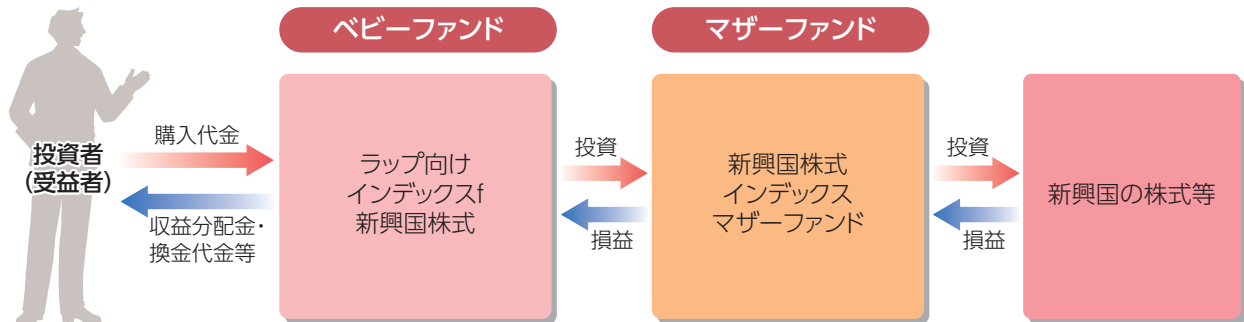 ベビーファンド
マザーファンド
投資者
(受益者)
購入代金
収益分配金・
換金代金等
ラップ向け
インデックスf
新興国株式
投資
損益
新興国株式
インデックス
マザーファンド
投資
損益
新興国の株式等